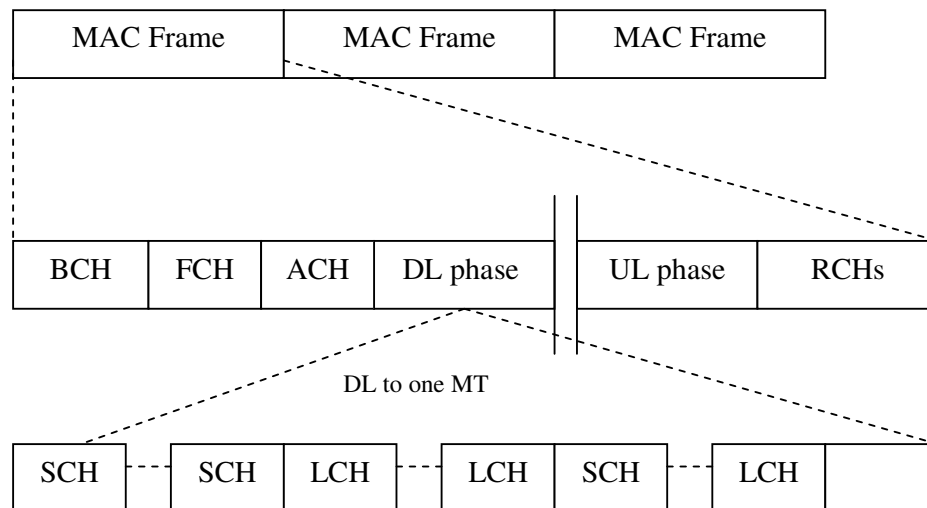 MAC Frame MAC Frame MAC Frame
BCH FCH ACH DL phase UL phase RCHs
DL to one MT
SCH SCH LCH LCH SCH LCH